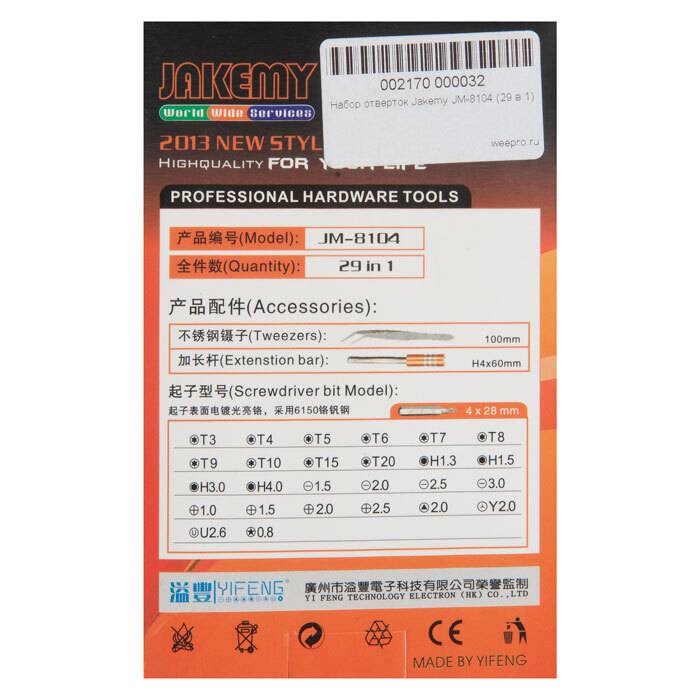 JAKEMY
World Wide Services
002170 000032
Набор отверток Jakemy JM-8104 (29 в 1)
weepro.ru
2013 NEW STYL
HIGHQUALITY FOR YOUR LIFE
PROFESSIONAL HARDWARE TOOLS
产品编号(Model): JM-8104
全件数(Quantity): 29 in 1
产品配件(Accessories):
不锈钢镊子(Tweezers): 100mm
加长杆(Extenstion bar): H4x60mm
起子型号(Screwdriver bit Model):
起子表面电镀光亮铬，采用6150铬钒钢 4 x 28 mm
T3 T4 T5 T6 T7 T8
T9 T10 T15 T20 H1.3 H1.5
H3.0 H4.0 1.5 2.0 2.5 3.0
1.0 1.5 2.0 2.5 2.0 Y2.0
U2.6 0.8
溢豐 YIFENG 廣州市溢豐電子科技有限公司榮譽監制
YI FENG TECHNOLOGY ELECTRON (HK) CO.,LTD
CE
MADE BY YIFENG